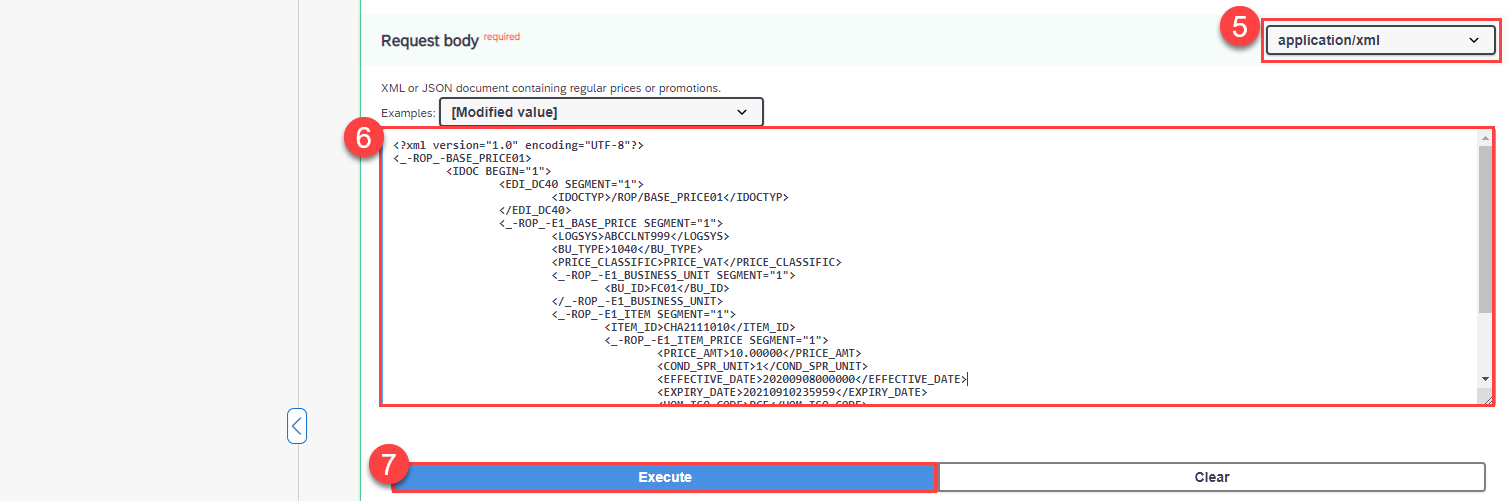 5
Request body required
application/xml
XML or JSON document containing regular prices or promotions.
Examples: [Modified value]
6
<?xml version="1.0" encoding="UTF-8"?>
<_-ROP_-BASE_PRICE01>
<IDOC BEGIN="1">
<EDI_DC40 SEGMENT="1">
<IDOCTYP>/ROP/BASE_PRICE01</IDOCTYP>
</EDI_DC40>
<_-ROP_-E1_BASE_PRICE SEGMENT="1">
<LOGSYS>ABCCLNT999</LOGSYS>
<BU_TYPE>1040</BU_TYPE>
<PRICE_CLASSIFIC>PRICE_VAT</PRICE_CLASSIFIC>
<_-ROP_-E1_BUSINESS_UNIT SEGMENT="1">
<BU_ID>FC01</BU_ID>
</_-ROP_-E1_BUSINESS_UNIT>
<_-ROP_-E1_ITEM SEGMENT="1">
<ITEM_ID>CHA2111010</ITEM_ID>
<_-ROP_-E1_ITEM_PRICE SEGMENT="1">
<PRICE_AMT>10.00000</PRICE_AMT>
<COND_SPR_UNIT>1</COND_SPR_UNIT>
<EFFECTIVE_DATE>20200908000000</EFFECTIVE_DATE>
<EXPIRY_DATE>20210910235959</EXPIRY_DATE>
7
Execute
Clear